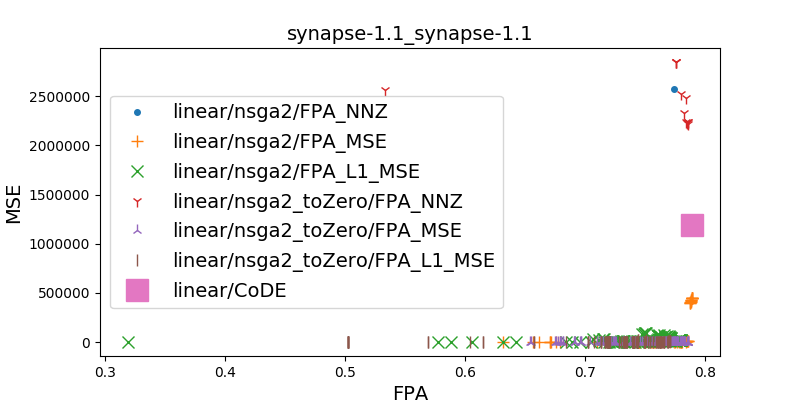 synapse-1.1_synapse-1.1
MSE
2500000
2000000
1500000
1000000
500000
0
linear/nsga2/FPA_NNZ
linear/nsga2/FPA_MSE
linear/nsga2/FPA_L1_MSE
linear/nsga2_toZero/FPA_NNZ
linear/nsga2_toZero/FPA_MSE
linear/nsga2_toZero/FPA_L1_MSE
linear/CoDE
0.3 0.4 0.5 0.6 0.7 0.8
FPA